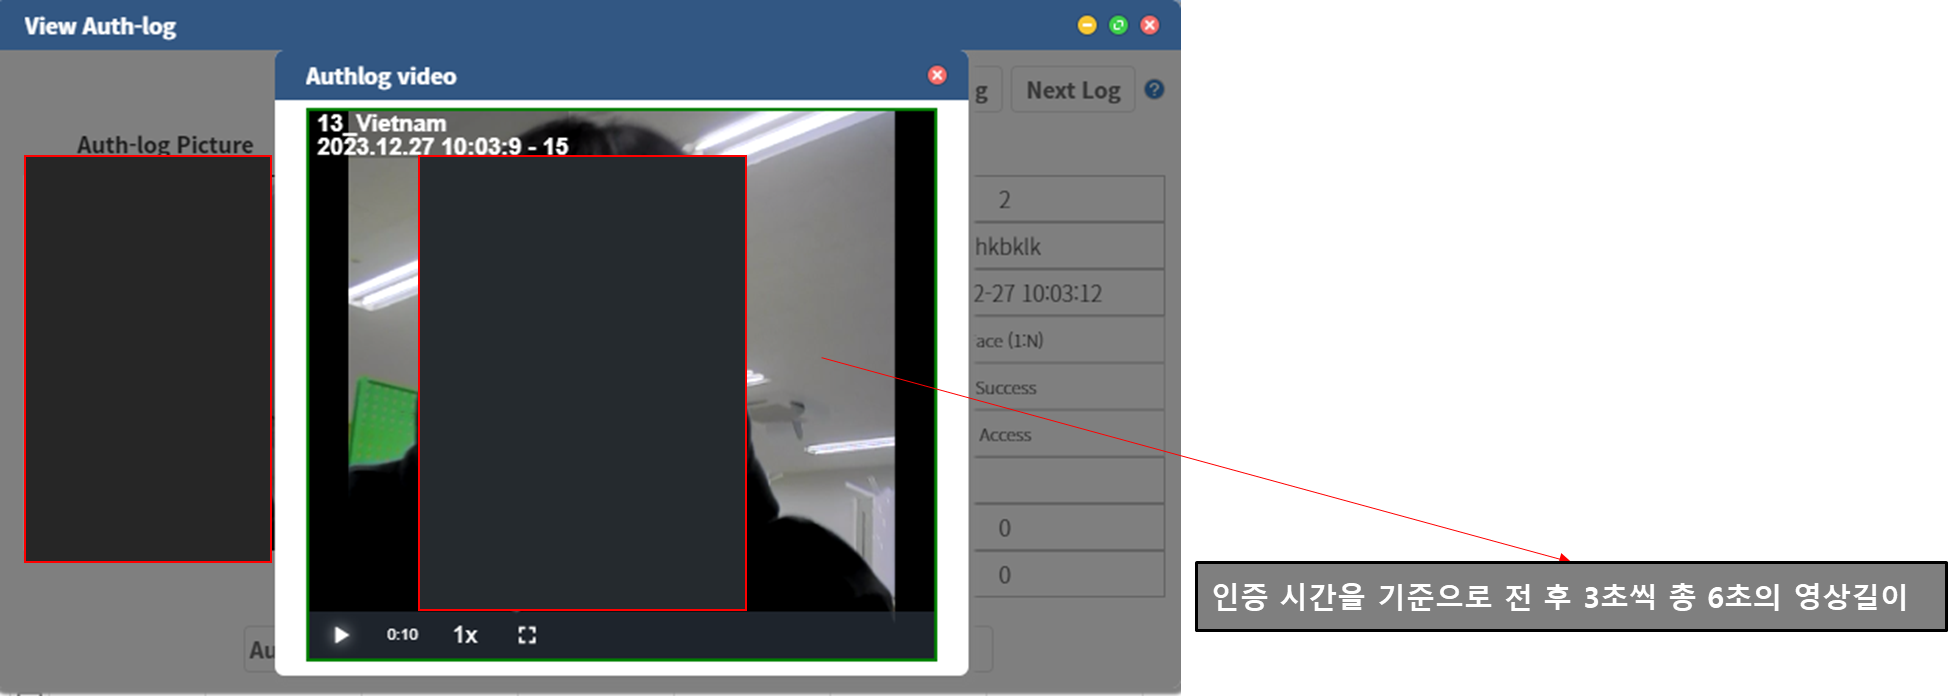 View Auth-log
Authlog video
Next Log
Auth-log Picture
13_Vietnam
2023.12.27 10:03:9 - 15
2
hkbklk
2-27 10:03:12
ace (1:N)
Success
Access
0
0
인증 시간을 기준으로 전 후 3초씩 총 6초의 영상길이
0:10
1x
Au